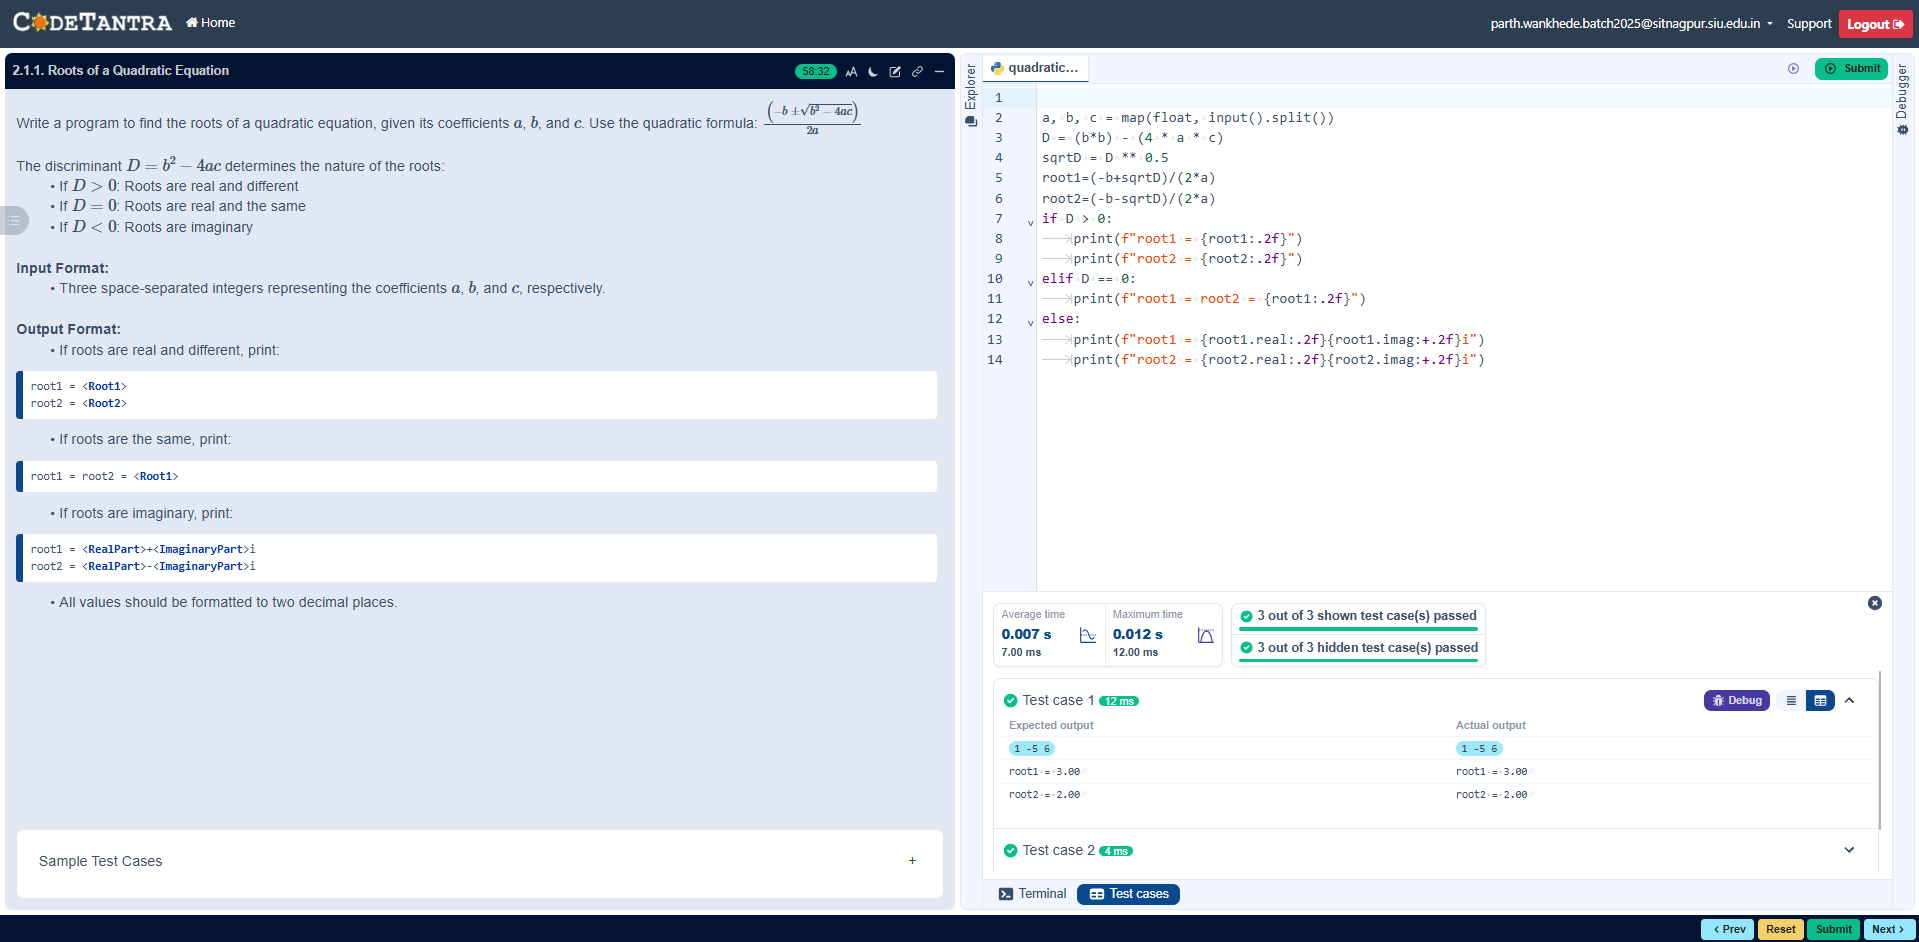 CODETANTRA
Home
parth.wankhede.batch2025@sitnagpur.siu.edu.in
Support
Logout
2.1.1. Roots of a Quadratic Equation
58:32
AA
Write a program to find the roots of a quadratic equation, given its coefficients a, b, and c. Use the quadratic formula: (−b ±√b² − 4ac) / 2a
The discriminant D = b² − 4ac determines the nature of the roots:
• If D > 0: Roots are real and different
• If D = 0: Roots are real and the same
• If D < 0: Roots are imaginary
Input Format:
• Three space-separated integers representing the coefficients a, b, and c, respectively.
Output Format:
• If roots are real and different, print:
root1 = <Root1>
root2 = <Root2>
• If roots are the same, print:
root1 = root2 = <Root1>
• If roots are imaginary, print:
root1 = <RealPart>+<ImaginaryPart>i
root2 = <RealPart>-<ImaginaryPart>i
• All values should be formatted to two decimal places.
Sample Test Cases
+
Explorer
quadratic...
Submit
Debugger
1
2 a, b, c = map(float, input().split())
3 D = (b*b) - (4 * a * c)
4 sqrtD = D ** 0.5
5 root1=(-b+sqrtD)/(2*a)
6 root2=(-b-sqrtD)/(2*a)
7 if D > 0:
8 print(f"root1 = {root1:.2f}")
9 print(f"root2 = {root2:.2f}")
10 elif D == 0:
11 print(f"root1 = root2 = {root1:.2f}")
12 else:
13 print(f"root1 = {root1.real:.2f}{root1.imag:+.2f}i")
14 print(f"root2 = {root2.real:.2f}{root2.imag:+.2f}i")
Average time
0.007 s
7.00 ms
Maximum time
0.012 s
12.00 ms
3 out of 3 shown test case(s) passed
3 out of 3 hidden test case(s) passed
Test case 1 12 ms
Debug
Expected output
Actual output
1 -5 6
1 -5 6
root1 = 3.00
root1 = 3.00
root2 = 2.00
root2 = 2.00
Test case 2 4 ms
Terminal
Test cases
< Prev
Reset
Submit
Next >